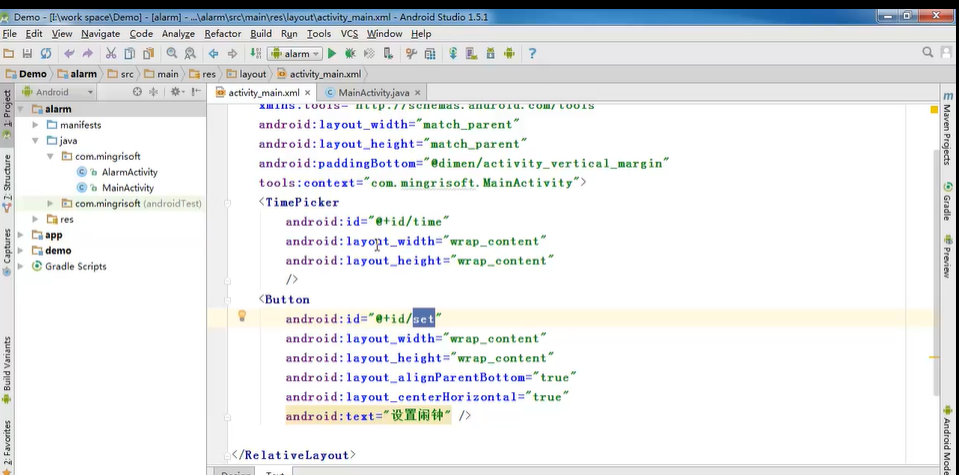 Demo - [I:\work space\Demo] - [alarm] - ...\alarm\src\main\res\layout\activity_main.xml - Android Studio 1.5.1
File Edit View Navigate Code Analyze Refactor Build Run Tools VCS Window Help
alarm
Demo alarm src main res layout activity_main.xml
1: Project
Android
activity_main.xml
MainActivity.java
alarm
manifests
java
com.mingrisoft
AlarmActivity
MainActivity
com.mingrisoft (androidTest)
res
app
demo
Gradle Scripts
7: Structure
Captures
Build Variants
2: Favorites
xmlns:tools="http://schemas.android.com/tools"
android:layout_width="match_parent"
android:layout_height="match_parent"
android:paddingBottom="@dimen/activity_vertical_margin"
tools:context="com.mingrisoft.MainActivity">
<TimePicker
android:id="@+id/time"
android:layout_width="wrap_content"
android:layout_height="wrap_content"
/>
<Button
android:id="@+id/set"
android:layout_width="wrap_content"
android:layout_height="wrap_content"
android:layout_alignParentBottom="true"
android:layout_centerHorizontal="true"
android:text="设置闹钟" />
</RelativeLayout>
Design Text
Maven Projects
Gradle
Preview
Android Model